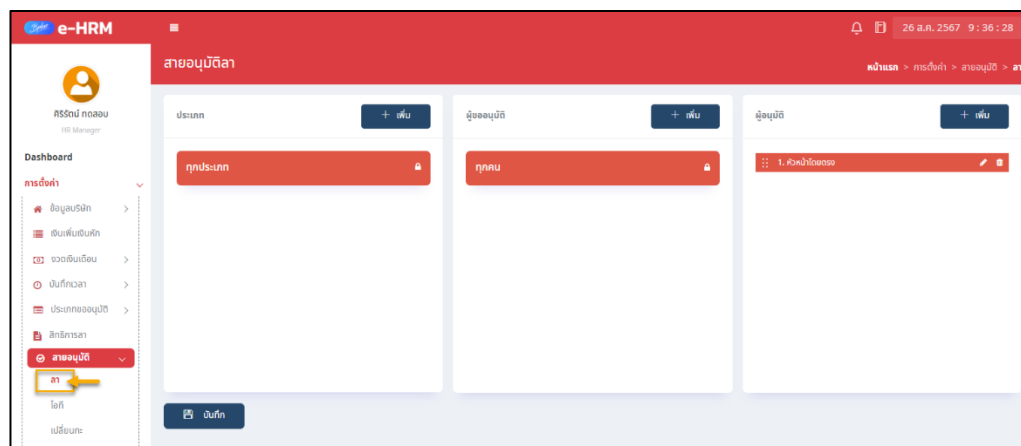 e-HRM
26 ส.ค. 2567 9 : 36 : 28
สายอนุมัติลา
หน้าแรก > การตั้งค่า > สายอนุมัติ > ลา
ศิริรัตน์ ทดสอบ
HR Manager
Dashboard
การตั้งค่า
ข้อมูลบริษัท
เงินเพิ่มเงินหัก
งวดเงินเดือน
บันทึกเวลา
ประเภทขออนุมัติ
สิทธิการลา
สายอนุมัติ
ลา
โอที
เปลี่ยนกะ
ประเภท
+ เพิ่ม
ทุกประเภท
ผู้ขออนุมัติ
+ เพิ่ม
ทุกคน
ผู้อนุมัติ
+ เพิ่ม
1. หัวหน้าโดยตรง
บันทึก